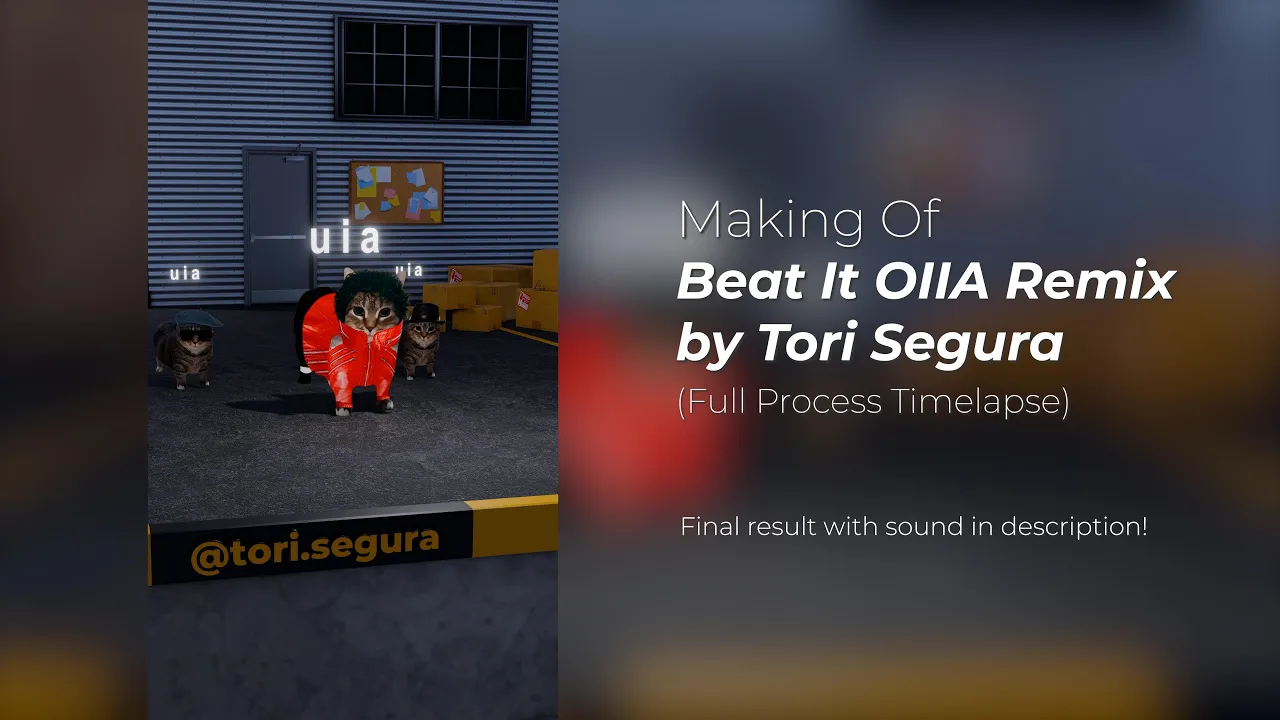 uia
uia
uia
@tori.segura
Making Of
Beat It OIIA Remix
by Tori Segura
(Full Process Timelapse)
Final result with sound in description!